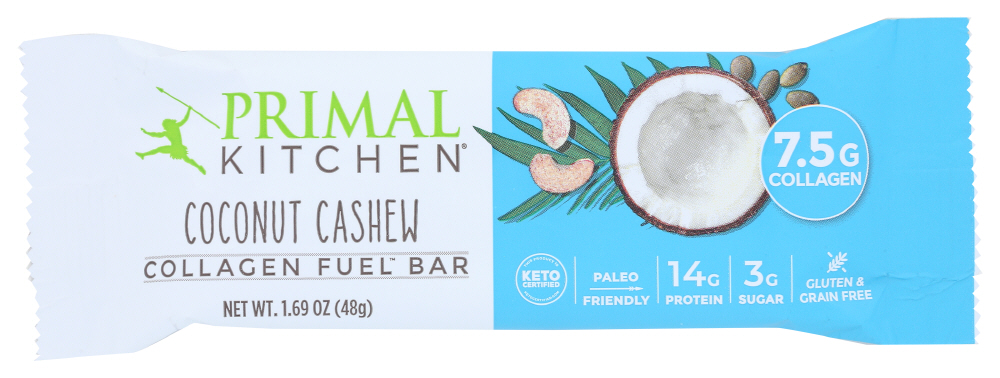 PRIMAL
KITCHEN®
COCONUT CASHEW
COLLAGEN FUEL™ BAR
NET WT. 1.69 OZ (48g)
7.5G
COLLAGEN
KETO
CERTIFIED
PALEO
FRIENDLY
14G
PROTEIN
3G
SUGAR
GLUTEN &
GRAIN FREE